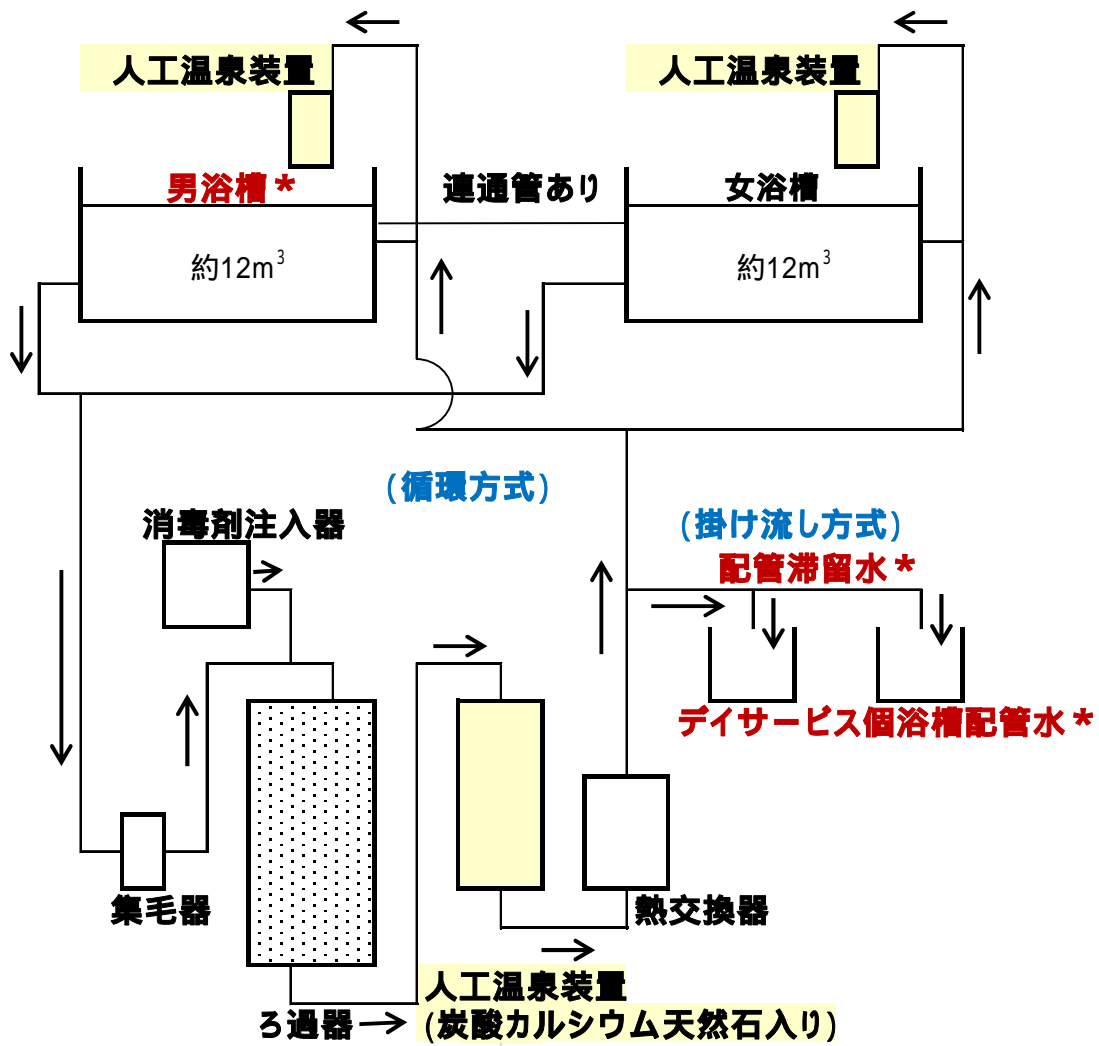 人工温泉装置
人工温泉装置
男浴槽*
連通管あり
女浴槽
約12m³
約12m³
(循環方式)
消毒剤注入器
(掛け流し方式)
配管滞留水*
デイサービス個浴槽配管水*
集毛器
熱交換器
人工温泉装置
ろ過器→(炭酸カルシウム天然石入り)